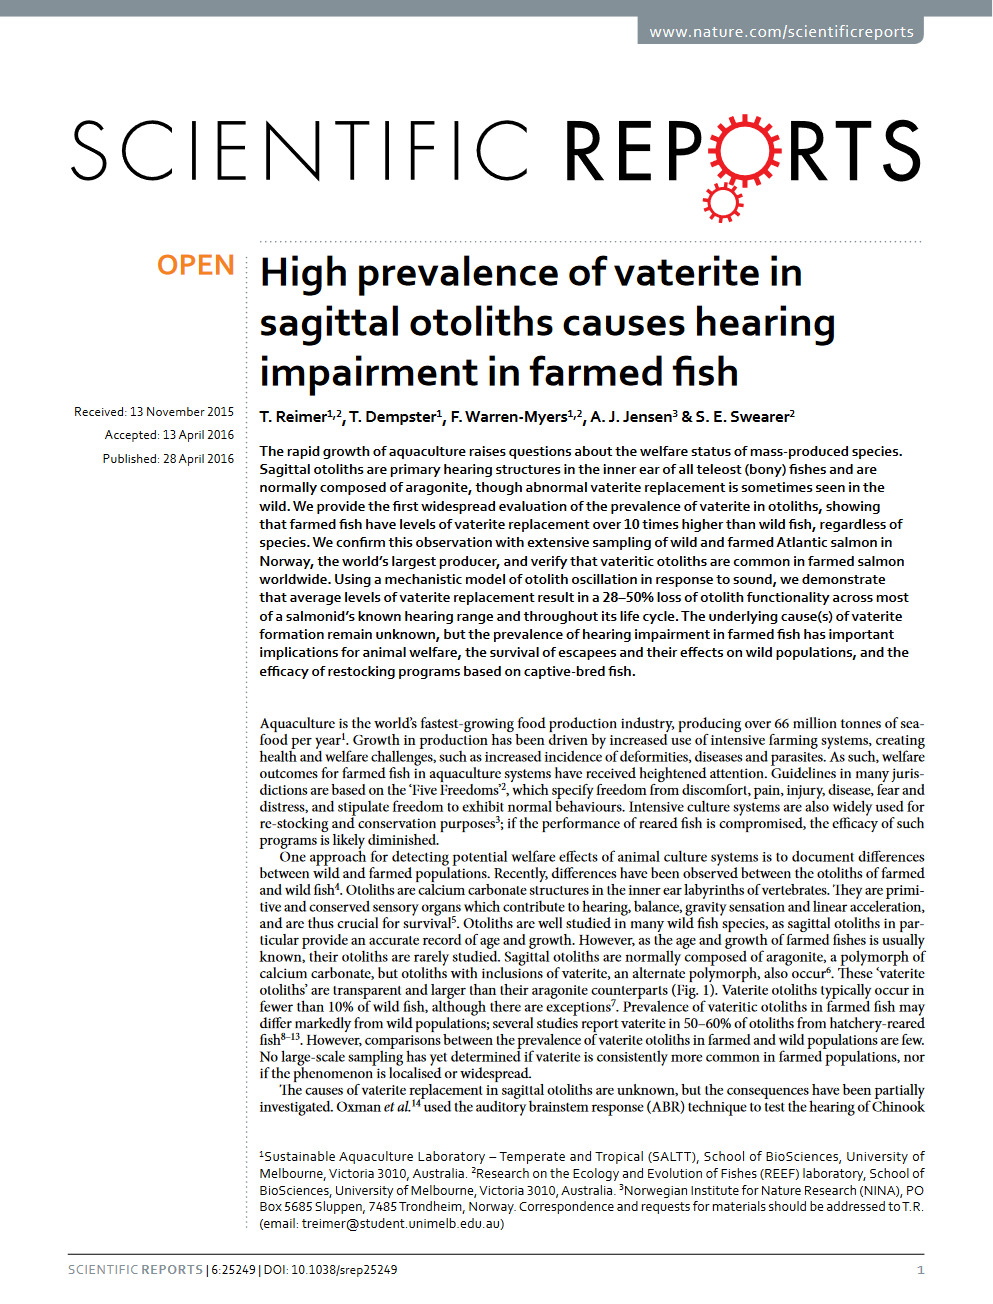 www.nature.com/scientificreports
SCIENTIFIC REPORTS
OPEN
High prevalence of vaterite in
sagittal otoliths causes hearing
impairment in farmed fish
Received: 13 November 2015
Accepted: 13 April 2016
Published: 28 April 2016
T. Reimer1,2, T. Dempster1, F. Warren-Myers1,2, A. J. Jensen3 & S. E. Swearer2
The rapid growth of aquaculture raises questions about the welfare status of mass-produced species.
Sagittal otoliths are primary hearing structures in the inner ear of all teleost (bony) fishes and are
normally composed of aragonite, though abnormal vaterite replacement is sometimes seen in the
wild. We provide the first widespread evaluation of the prevalence of vaterite in otoliths, showing
that farmed fish have levels of vaterite replacement over 10 times higher than wild fish, regardless of
species. We confirm this observation with extensive sampling of wild and farmed Atlantic salmon in
Norway, the world's largest producer, and verify that vateritic otoliths are common in farmed salmon
worldwide. Using a mechanistic model of otolith oscillation in response to sound, we demonstrate
that average levels of vaterite replacement result in a 28–50% loss of otolith functionality across most
of a salmonid's known hearing range and throughout its life cycle. The underlying cause(s) of vaterite
formation remain unknown, but the prevalence of hearing impairment in farmed fish has important
implications for animal welfare, the survival of escapees and their effects on wild populations, and the
efficacy of restocking programs based on captive-bred fish.
Aquaculture is the world's fastest-growing food production industry, producing over 66 million tonnes of sea-
food per year1. Growth in production has been driven by increased use of intensive farming systems, creating
health and welfare challenges, such as increased incidence of deformities, diseases and parasites. As such, welfare
outcomes for farmed fish in aquaculture systems have received heightened attention. Guidelines in many juris-
dictions are based on the 'Five Freedoms'2, which specify freedom from discomfort, pain, injury, disease, fear and
distress, and stipulate freedom to exhibit normal behaviours. Intensive culture systems are also widely used for
re-stocking and conservation purposes3; if the performance of reared fish is compromised, the efficacy of such
programs is likely diminished.
One approach for detecting potential welfare effects of animal culture systems is to document differences
between wild and farmed populations. Recently, differences have been observed between the otoliths of farmed
and wild fish4. Otoliths are calcium carbonate structures in the inner ear labyrinths of vertebrates. They are primi-
tive and conserved sensory organs which contribute to hearing, balance, gravity sensation and linear acceleration,
and are thus crucial for survival5. Otoliths are well studied in many wild fish species, as sagittal otoliths in par-
ticular provide an accurate record of age and growth. However, as the age and growth of farmed fishes is usually
known, their otoliths are rarely studied. Sagittal otoliths are normally composed of aragonite, a polymorph of
calcium carbonate, but otoliths with inclusions of vaterite, an alternate polymorph, also occur6. These 'vaterite
otoliths' are transparent and larger than their aragonite counterparts (Fig. 1). Vaterite otoliths typically occur in
fewer than 10% of wild fish, although there are exceptions7. Prevalence of vateritic otoliths in farmed fish may
differ markedly from wild populations; several studies report vaterite in 50–60% of otoliths from hatchery-reared
fish8–13. However, comparisons between the prevalence of vaterite otoliths in farmed and wild populations are few.
No large-scale sampling has yet determined if vaterite is consistently more common in farmed populations, nor
if the phenomenon is localised or widespread.
The causes of vaterite replacement in sagittal otoliths are unknown, but the consequences have been partially
investigated. Oxman et al.14 used the auditory brainstem response (ABR) technique to test the hearing of Chinook
1Sustainable Aquaculture Laboratory – Temperate and Tropical (SALTT), School of BioSciences, University of
Melbourne, Victoria 3010, Australia. 2Research on the Ecology and Evolution of Fishes (REEF) laboratory, School of
BioSciences, University of Melbourne, Victoria 3010, Australia. 3Norwegian Institute for Nature Research (NINA), PO
Box 5685 Sluppen, 7485 Trondheim, Norway. Correspondence and requests for materials should be addressed to T.R.
(email: treimer@student.unimelb.edu.au)
SCIENTIFIC REPORTS | 6:25249 | DOI: 10.1038/srep25249
1